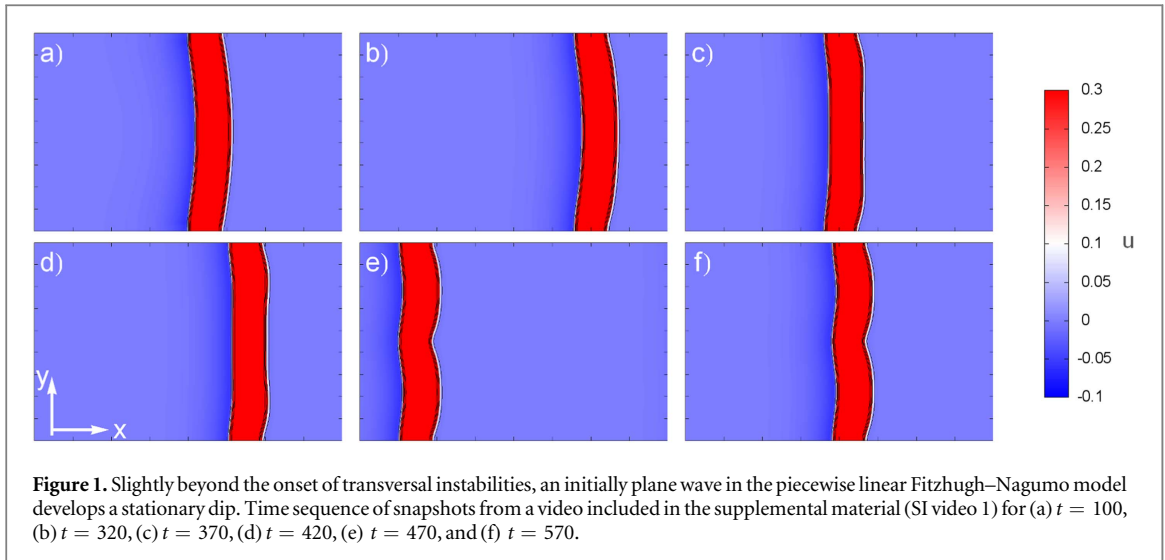 a)
b)
c)
d)
y
x
e)
f)
0.3
0.25
0.2
0.15
0.1
0.05
0
-0.05
-0.1
u
Figure 1. Slightly beyond the onset of transversal instabilities, an initially plane wave in the piecewise linear Fitzhugh–Nagumo model
develops a stationary dip. Time sequence of snapshots from a video included in the supplemental material (SI video 1) for (a) t = 100,
(b) t = 320, (c) t = 370, (d) t = 420, (e) t = 470, and (f) t = 570.